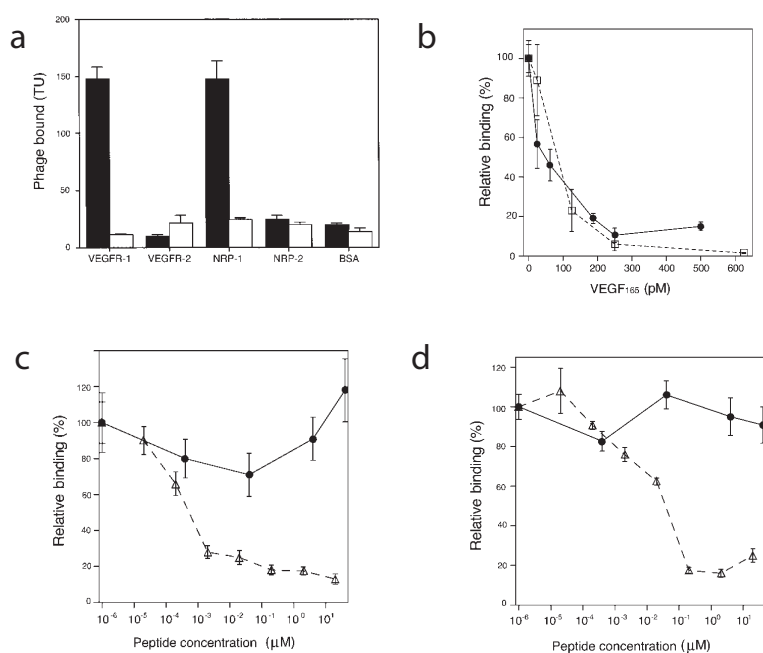 a
200
150
100
50
0
Phage bound (TU)
VEGFR-1 VEGFR-2 NRP-1 NRP-2 BSA
b
100
80
60
40
20
0
Relative binding (%)
0 100 200 300 400 500 600
VEGF165 (pM)
c
120
100
80
60
40
20
0
Relative binding (%)
10⁻⁶ 10⁻⁵ 10⁻⁴ 10⁻³ 10⁻² 10⁻¹ 10⁰ 10¹
Peptide concentration (μM)
d
120
100
80
60
40
20
0
Relative binding (%)
10⁻⁶ 10⁻⁵ 10⁻⁴ 10⁻³ 10⁻² 10⁻¹ 10⁰ 10¹
Peptide concentration (μM)